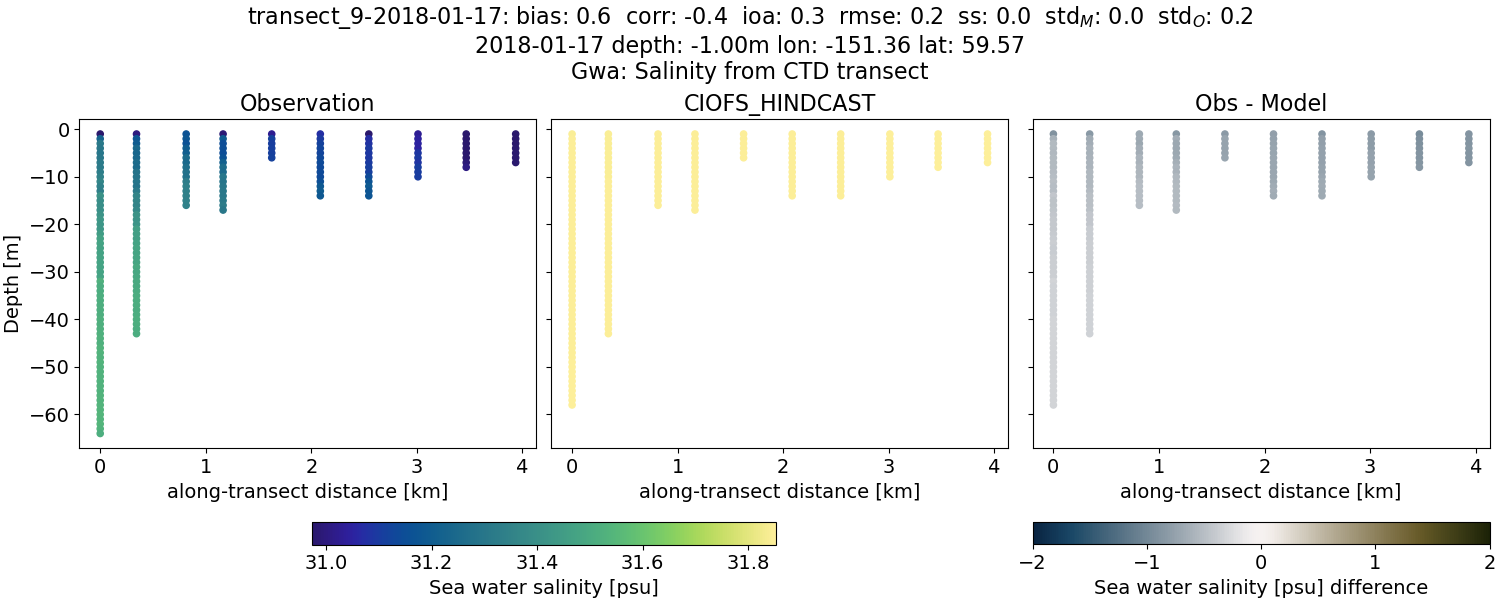 transect_9-2018-01-17: bias: 0.6  corr: -0.4  ioa: 0.3  rmse: 0.2  ss: 0.0  std_M: 0.0  std_O: 0.2
2018-01-17 depth: -1.00m lon: -151.36 lat: 59.57
Gwa: Salinity from CTD transect
Observation
CIOFS_HINDCAST
Obs - Model
Depth [m]
0
−10
−20
−30
−40
−50
−60
0 1 2 3 4
0 1 2 3 4
0 1 2 3 4
along-transect distance [km]
along-transect distance [km]
along-transect distance [km]
31.0 31.2 31.4 31.6 31.8
Sea water salinity [psu]
−2 −1 0 1 2
Sea water salinity [psu] difference